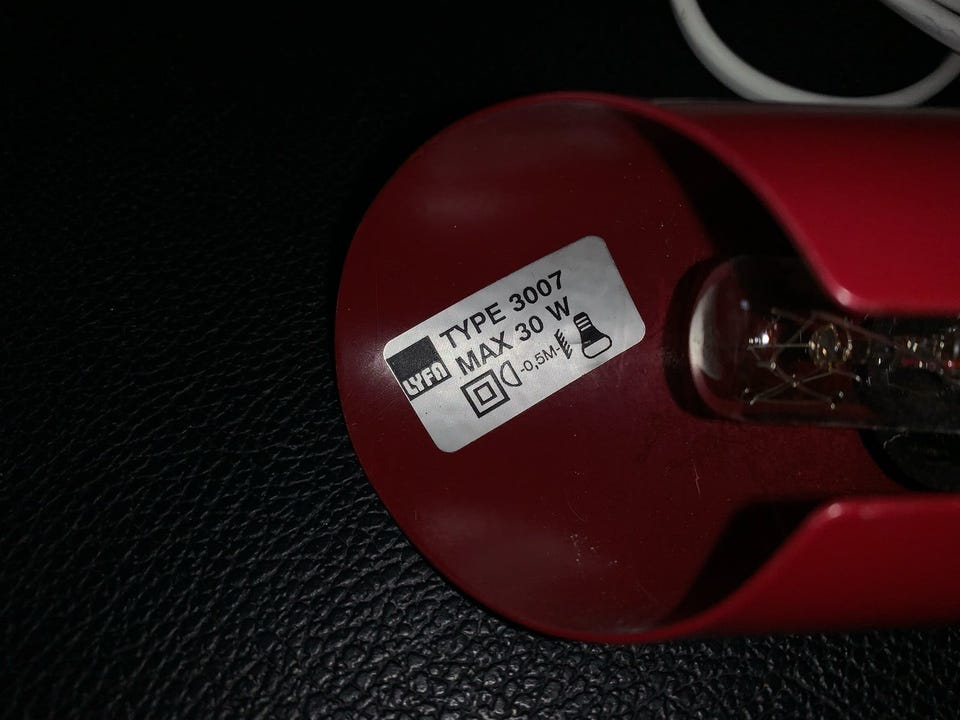 LYFA
TYPE 3007
MAX 30 W
-0,5M-